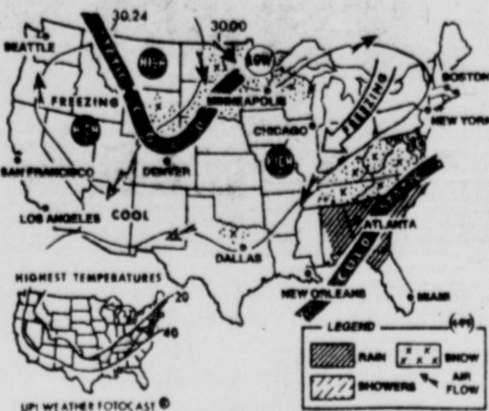 30.24
30.00
SEATTLE
HIGH
LOW
MINNEAPOLIS
BOSTON
FREEZING
FREEZING
NEW YORK
CHICAGO
HIGH
HIGH
SAN FRANCISCO
DENVER
LOS ANGELES
COOL
ATLANTA
DALLAS
COLD
NEW ORLEANS
MIAMI
HIGHEST TEMPERATURES
20
40
LEGEND
RAIN
SNOW
SHOWERS
AIR
FLOW
UPI WEATHER FOTOCAST ®